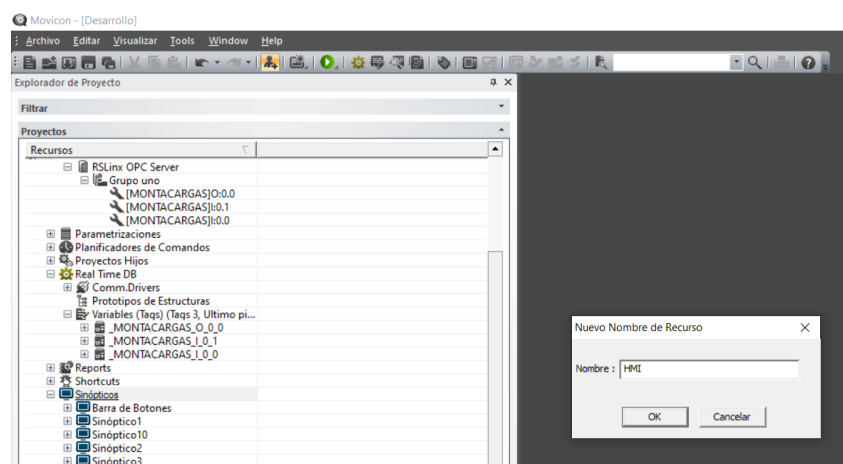 Movicon - [Desarrollo]
Archivo Editar Visualizar Tools Window Help
Explorador de Proyecto
Filtrar
Proyectos
Recursos
RSLinx OPC Server
Grupo uno
[MONTACARGAS]O:0.0
[MONTACARGAS]I:0.1
[MONTACARGAS]I:0.0
Parametrizaciones
Planificadores de Comandos
Proyectos Hijos
Real Time DB
Comm.Drivers
Prototipos de Estructuras
Variables (Tags) (Tags 3, Ultimo pi...
_MONTACARGAS_O_0_0
_MONTACARGAS_I_0_1
_MONTACARGAS_I_0_0
Reports
Shortcuts
Sinópticos
Barra de Botones
Sinóptico1
Sinóptico10
Sinóptico2
Sinóptico3
Nuevo Nombre de Recurso
Nombre : HMI
OK Cancelar